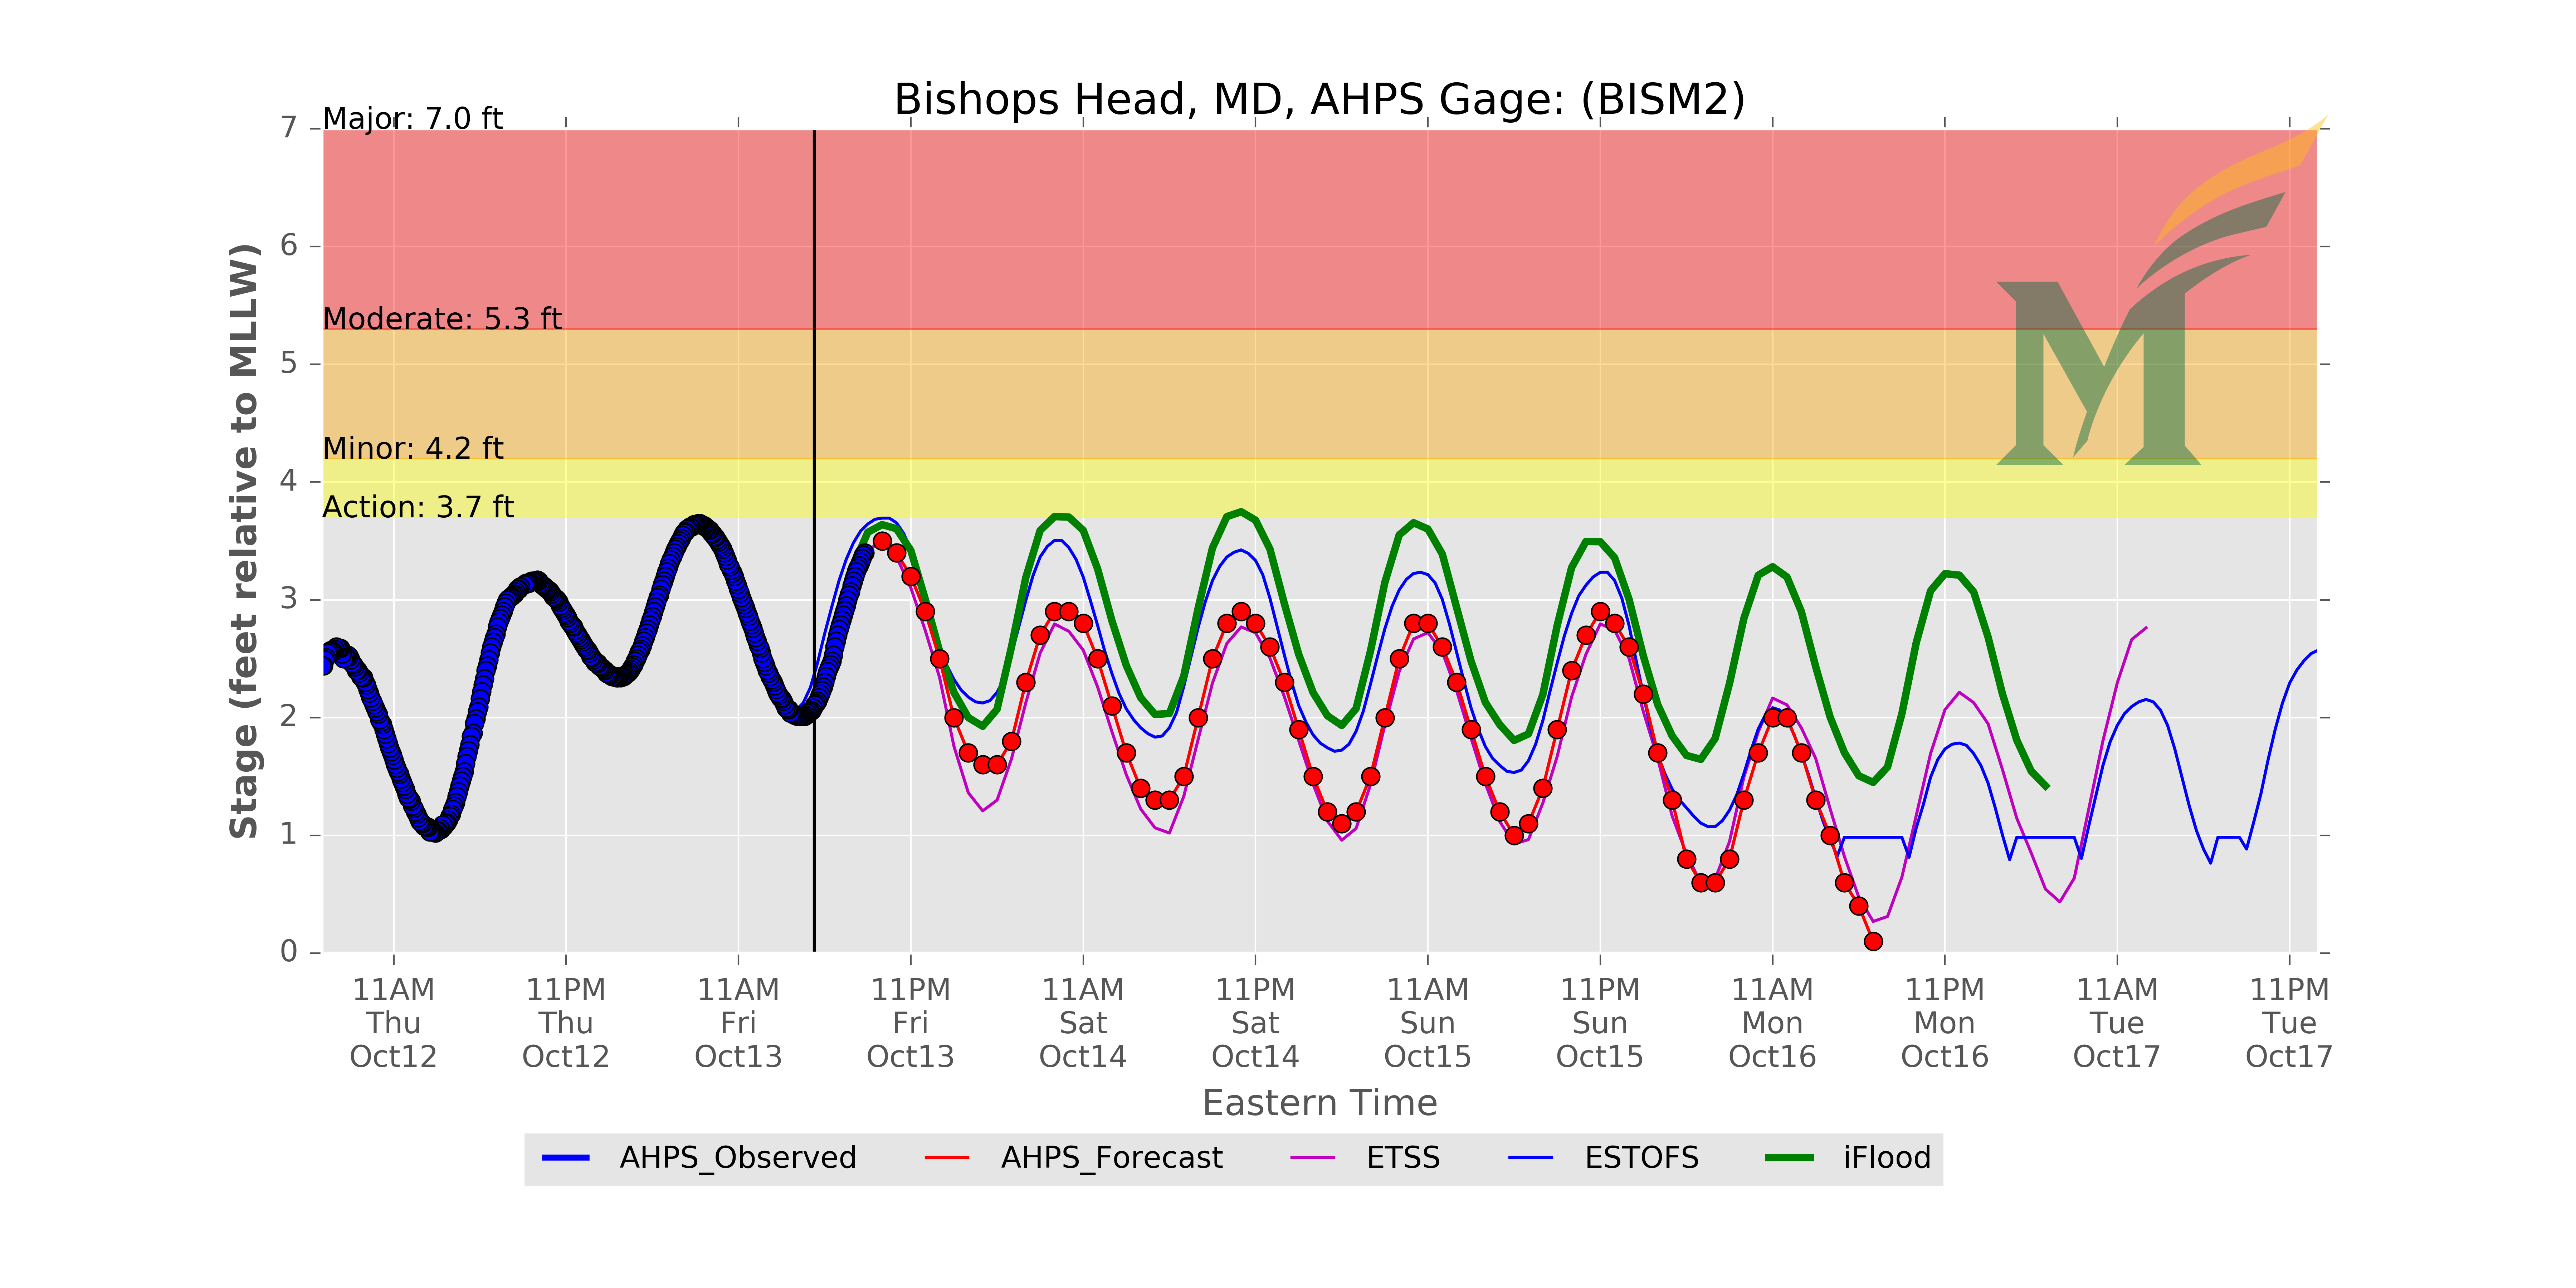 Bishops Head, MD, AHPS Gage: (BISM2)
Major: 7.0 ft
Moderate: 5.3 ft
Minor: 4.2 ft
Action: 3.7 ft
7
6
5
4
3
2
1
0
Stage (feet relative to MLLW)
11AM Thu Oct12
11PM Thu Oct12
11AM Fri Oct13
11PM Fri Oct13
11AM Sat Oct14
11PM Sat Oct14
11AM Sun Oct15
11PM Sun Oct15
11AM Mon Oct16
11PM Mon Oct16
11AM Tue Oct17
11PM Tue Oct17
Eastern Time
AHPS_Observed AHPS_Forecast ETSS ESTOFS iFlood
M